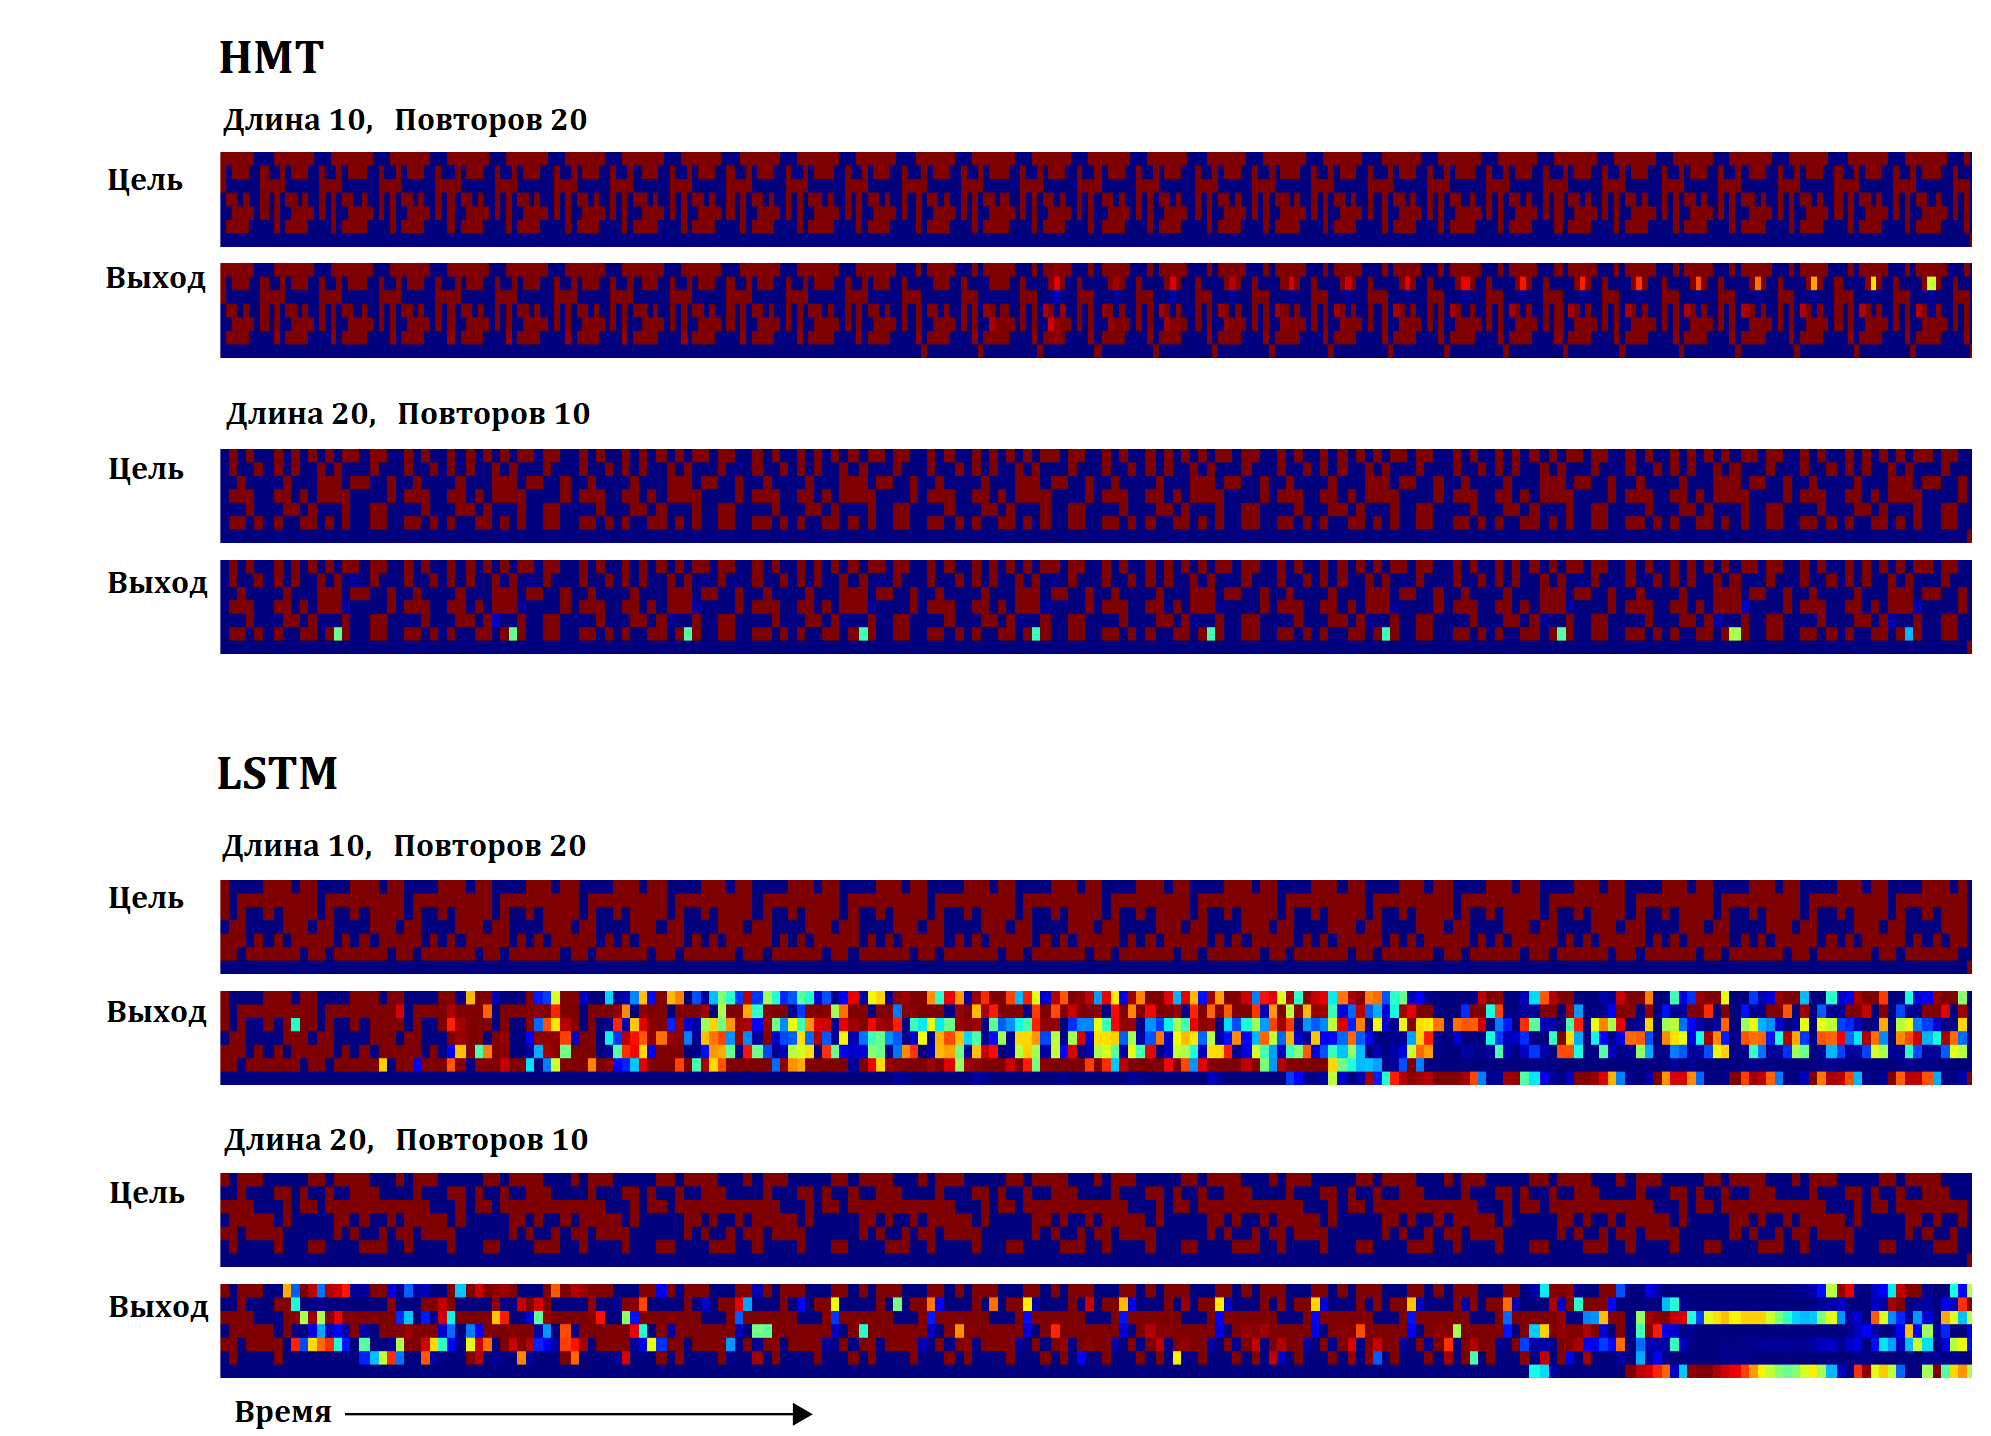 НМТ
Длина 10, Повторов 20
Цель
Выход
Длина 20, Повторов 10
Цель
Выход
LSTM
Длина 10, Повторов 20
Цель
Выход
Длина 20, Повторов 10
Цель
Выход
Время